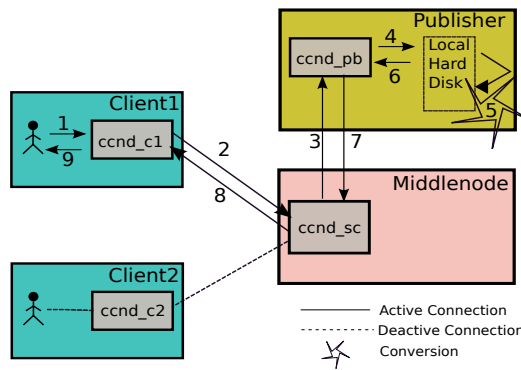 Publisher
ccnd_pb
4
6
Local
Hard
Disk
5
Client1
1
9
ccnd_c1
2
8
3
7
Middlenode
ccnd_sc
Client2
ccnd_c2
Active Connection
Deactive Connection
Conversion